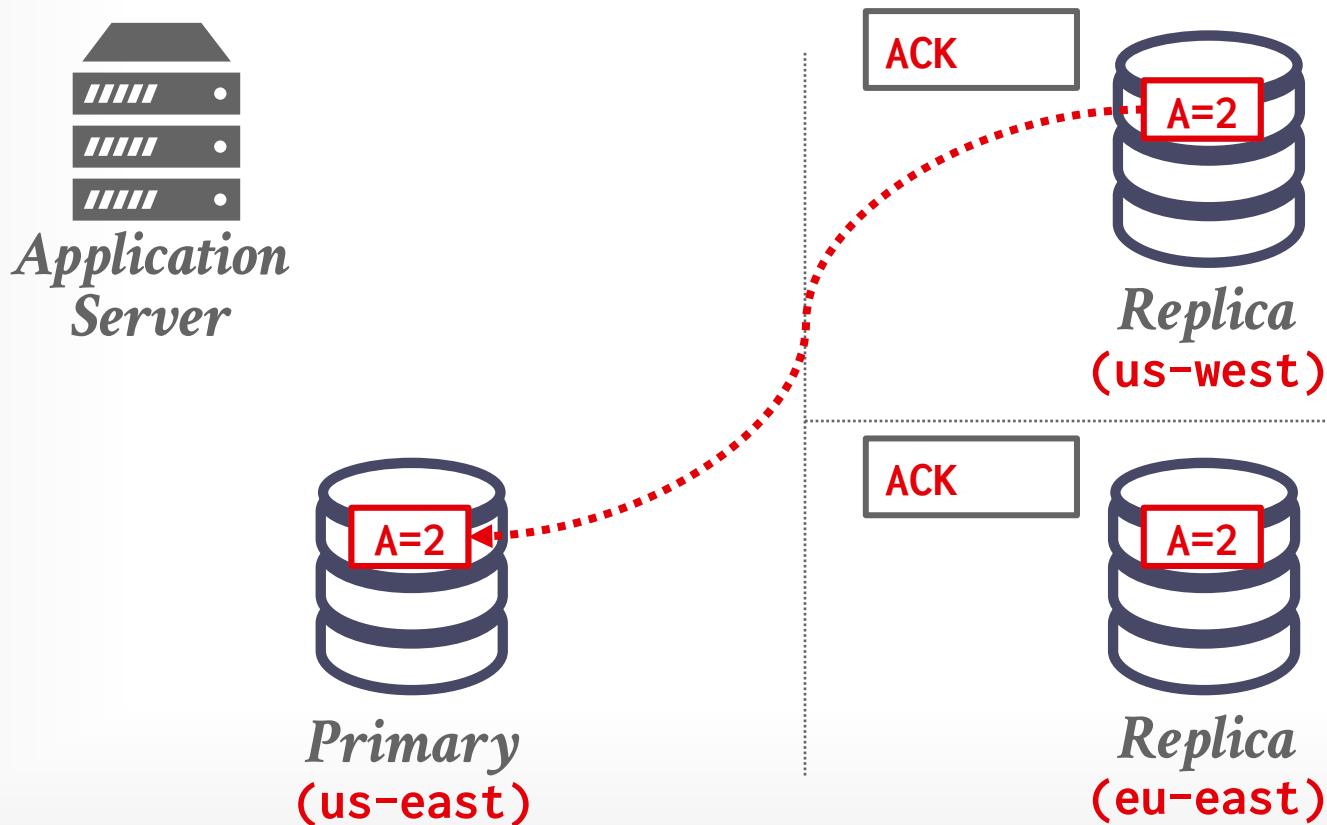 Application
Server
ACK
A=2
Replica
(us-west)
A=2
Primary
(us-east)
ACK
A=2
Replica
(eu-east)